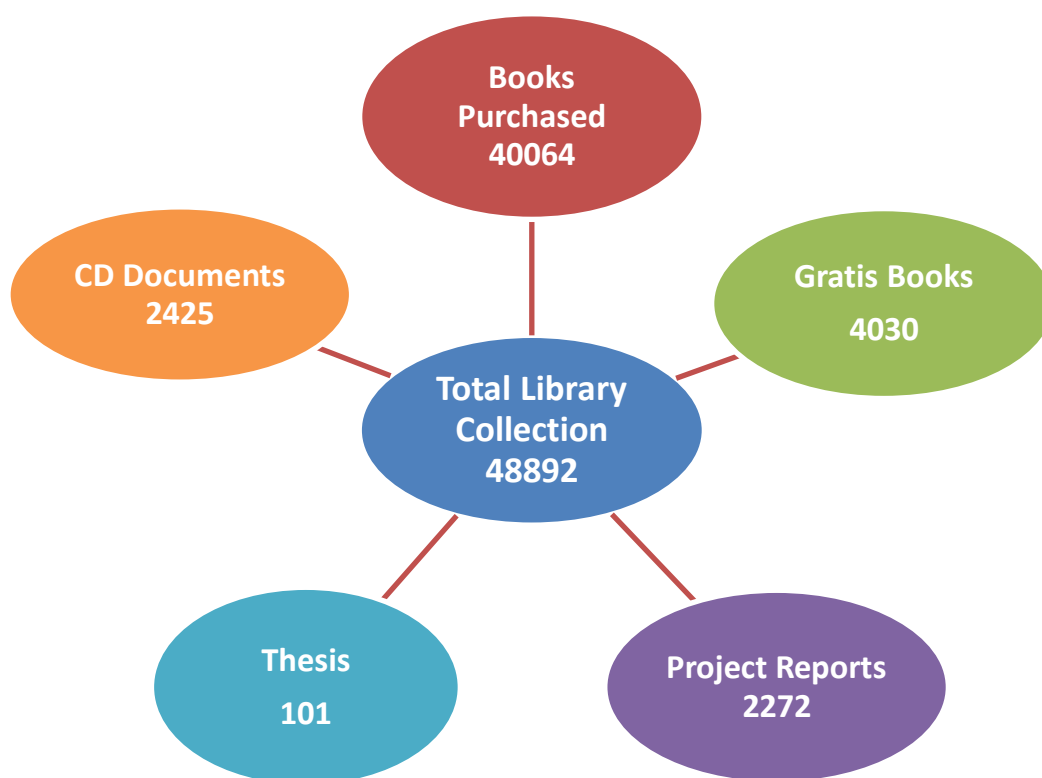 Books
Purchased
40064
CD Documents
2425
Gratis Books
4030
Total Library
Collection
48892
Thesis
101
Project Reports
2272